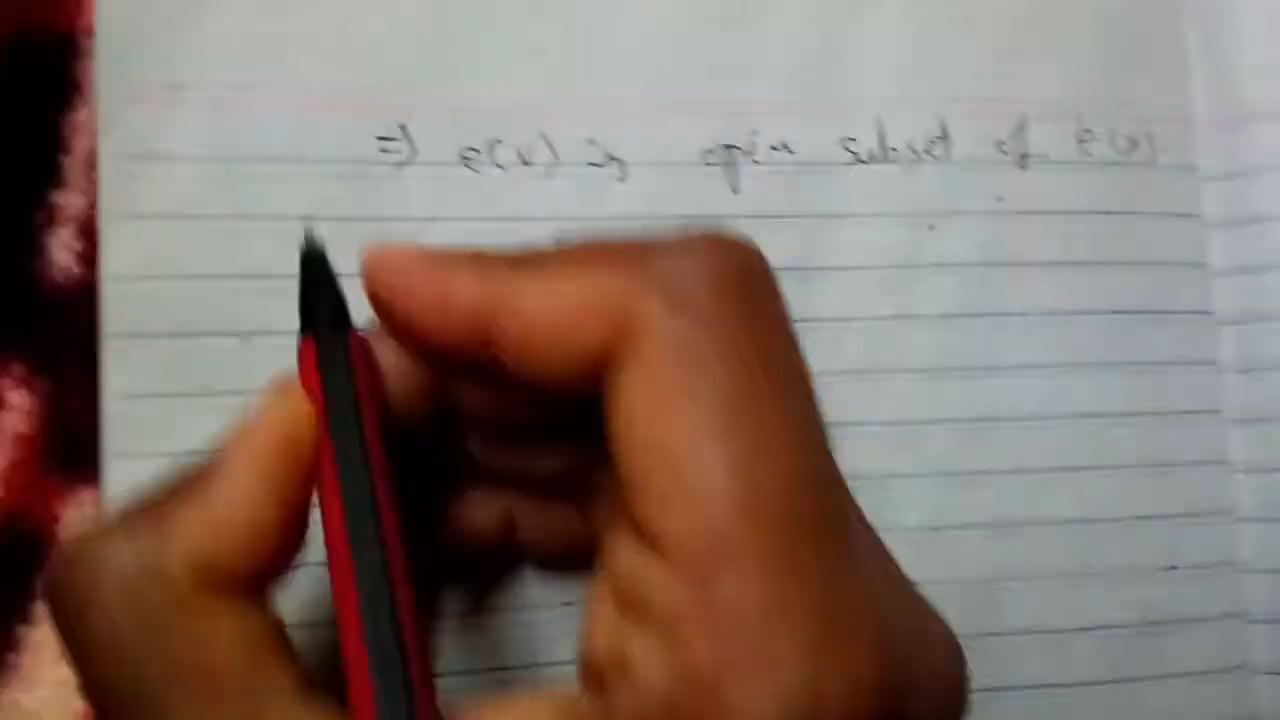 ⇒ e(x) is open subset of